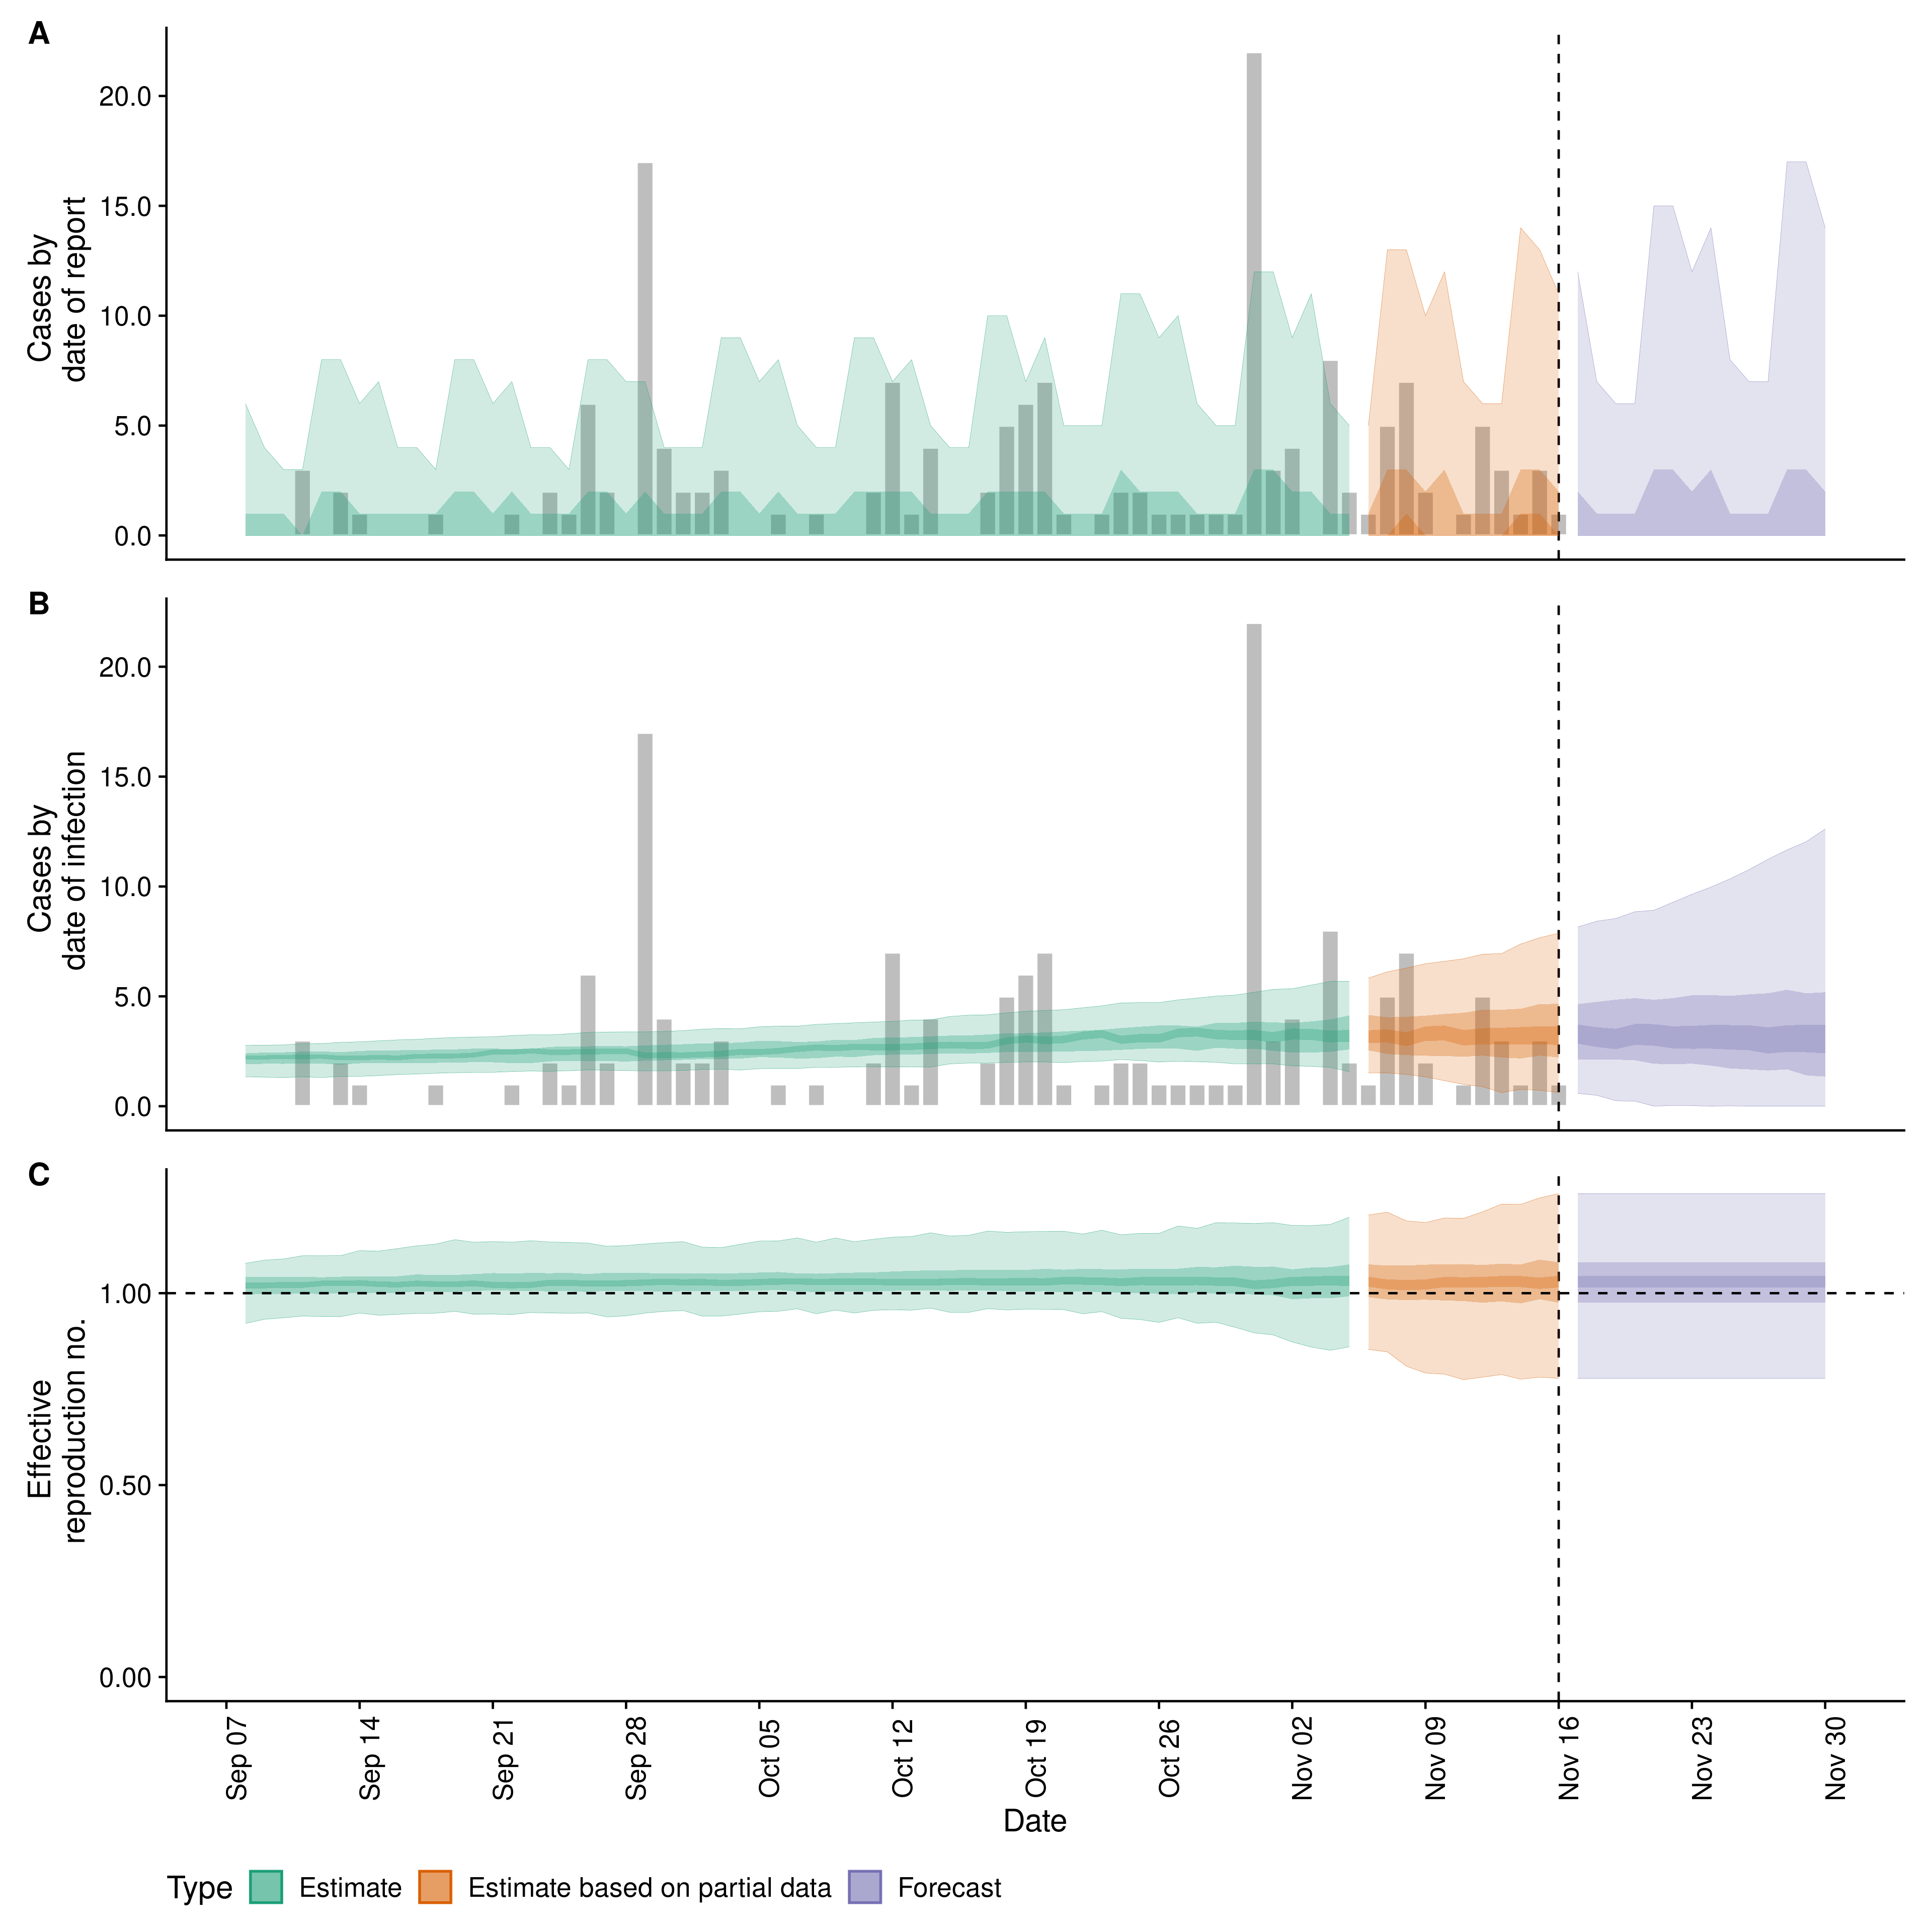 A
Cases by
date of report
20.0
15.0
10.0
5.0
0.0
B
Cases by
date of infection
20.0
15.0
10.0
5.0
0.0
C
Effective
reproduction no.
1.00
0.50
0.00
Sep 07
Sep 14
Sep 21
Sep 28
Oct 05
Oct 12
Oct 19
Oct 26
Nov 02
Nov 09
Nov 16
Nov 23
Nov 30
Date
Type Estimate Estimate based on partial data Forecast